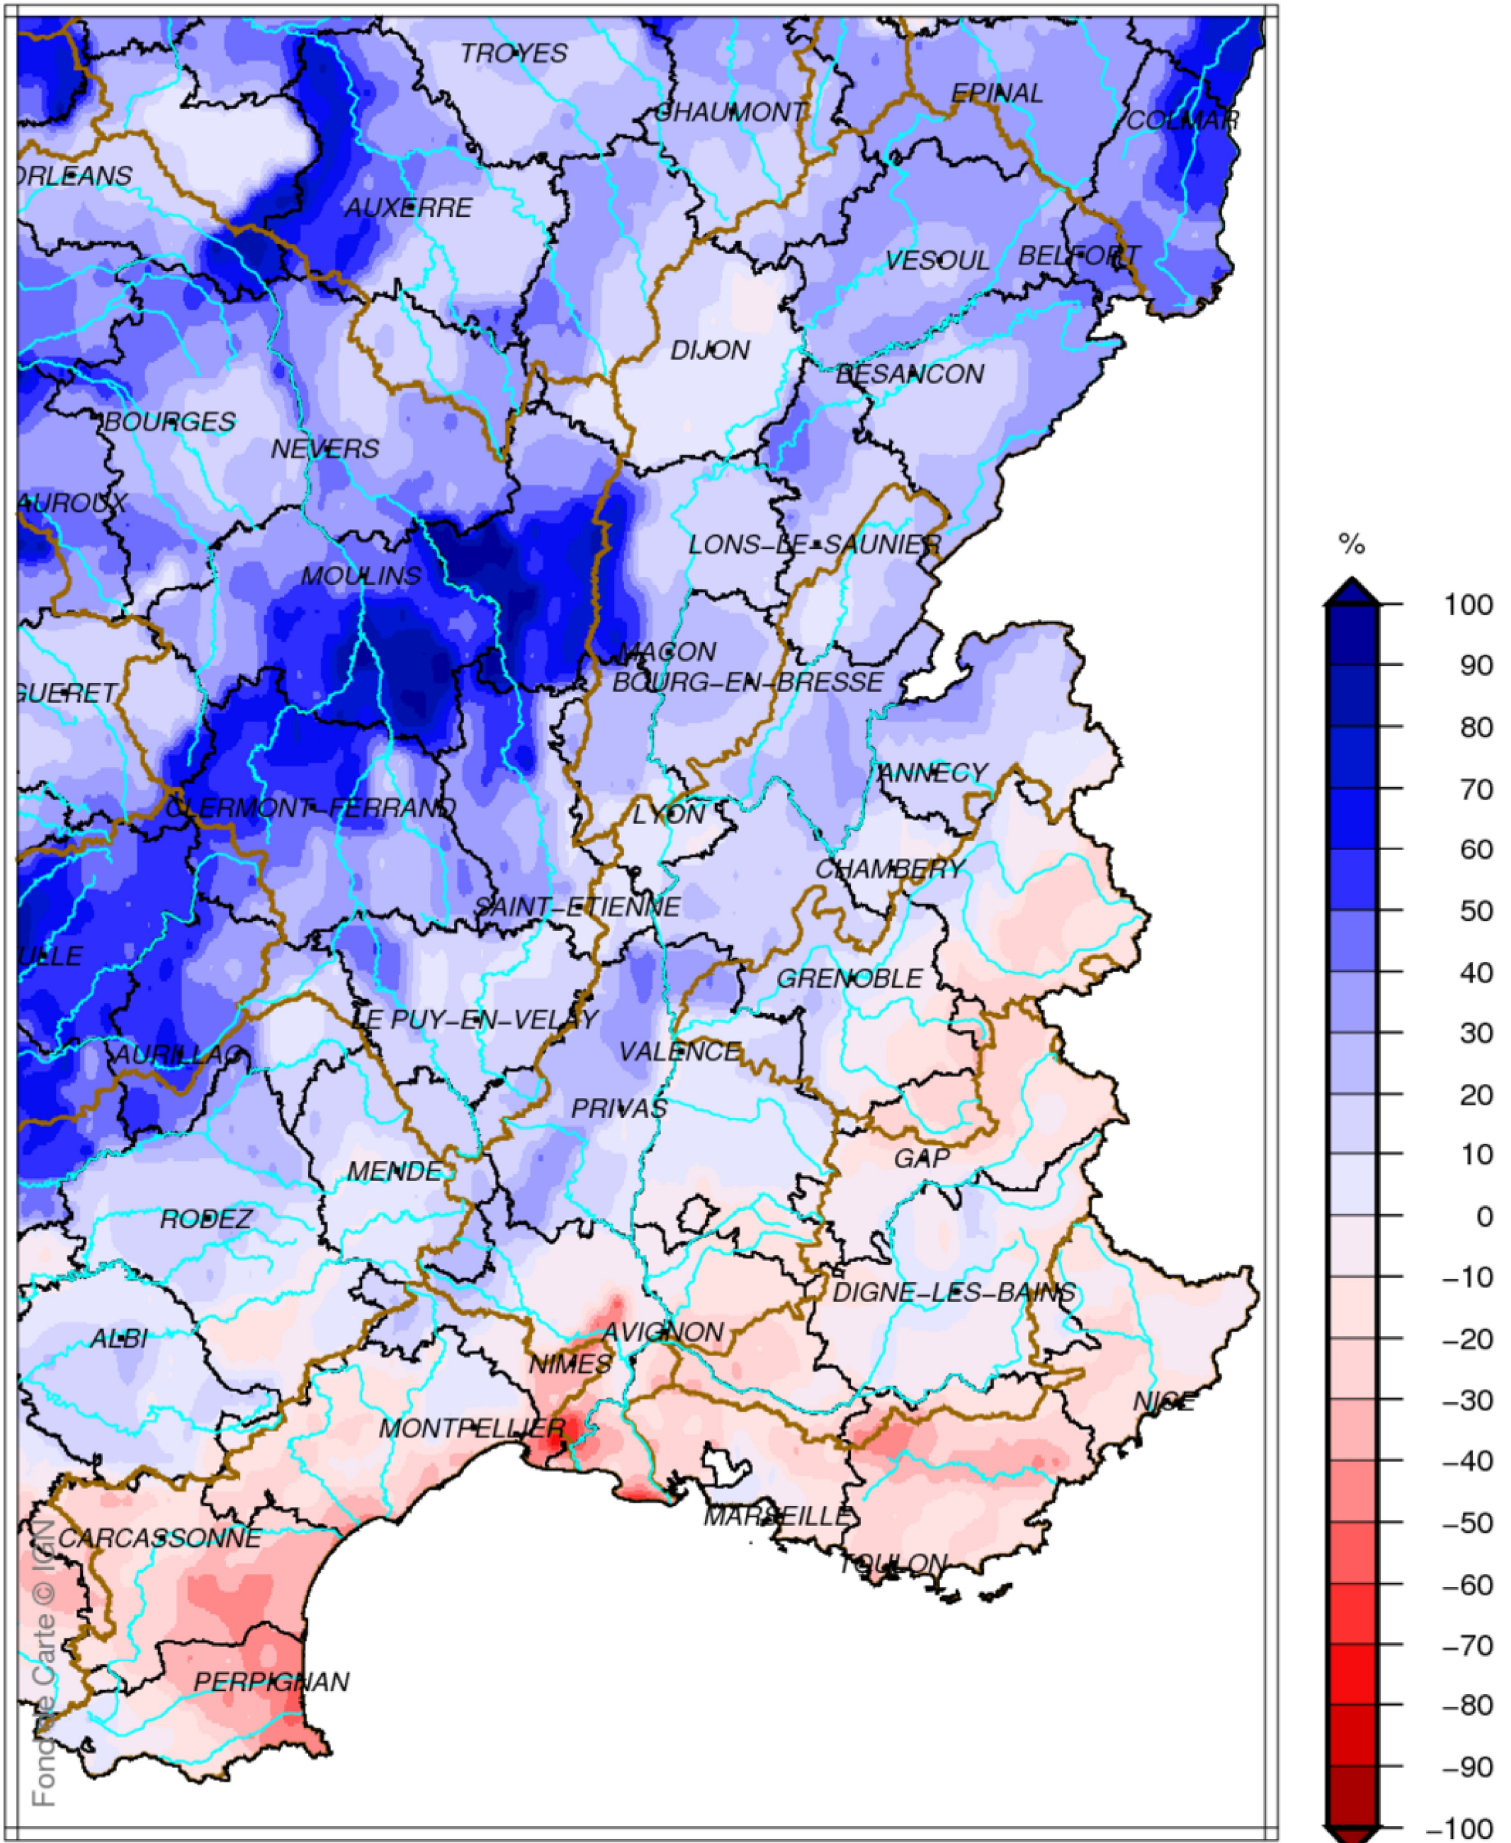 TROYES
EPINAL
CHAUMONT
COLMAR
ORLEANS
AUXERRE
VESOUL
BELFORT
DIJON
BESANCON
BOURGES
NEVERS
AUROUX
LONS-LE-SAUNIER
MOULINS
MACON
BOURG-EN-BRESSE
GUERET
ANNECY
CLERMONT-FERRAND
LYON
CHAMBERY
SAINT-ETIENNE
ULLE
GRENOBLE
LE PUY-EN-VELAY
AURILLAC
VALENCE
PRIVAS
GAP
MENDE
RODEZ
DIGNE-LES-BAINS
ALBI
AVIGNON
NIMES
NICE
MONTPELLIER
MARSEILLE
CARCASSONNE
TOULON
PERPIGNAN
Fond de Carte © IGN
%
100
90
80
70
60
50
40
30
20
10
0
-10
-20
-30
-40
-50
-60
-70
-80
-90
-100